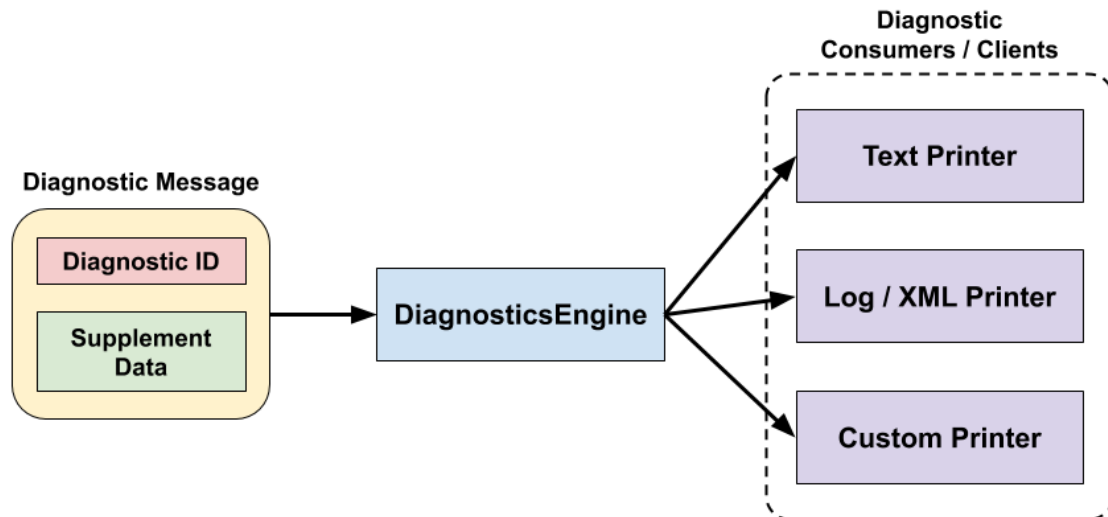 Diagnostic
Consumers / Clients
Text Printer
Diagnostic Message
Diagnostic ID
Supplement
Data
DiagnosticsEngine
Log / XML Printer
Custom Printer